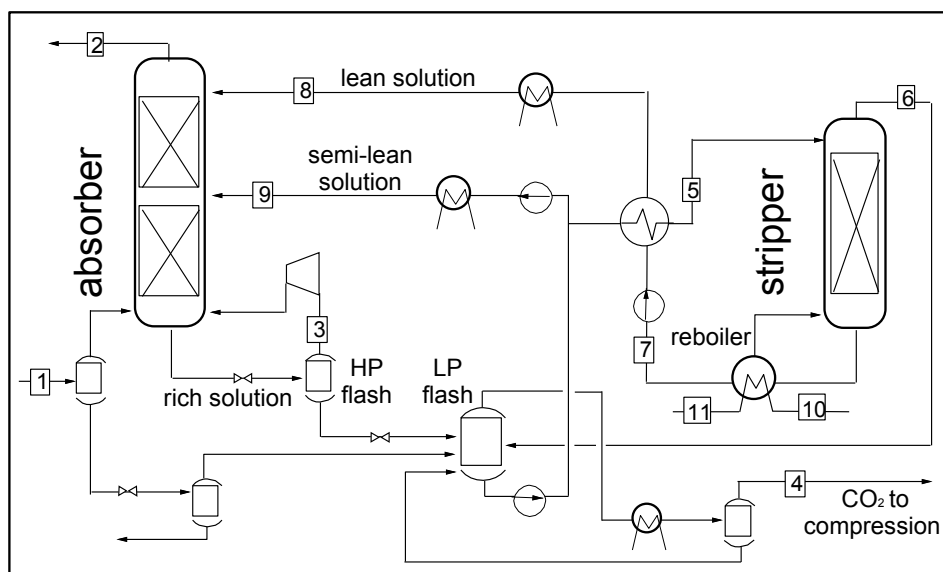 2
8
lean solution
6
semi-lean
solution
9
5
absorber
stripper
3
7
reboiler
1
HP
flash
LP
flash
rich solution
11
10
4
CO₂ to
compression